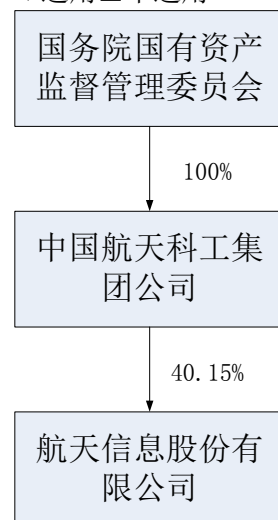 国务院国有资产
监督管理委员会
100%
中国航天科工集
团公司
40.15%
航天信息股份有
限公司